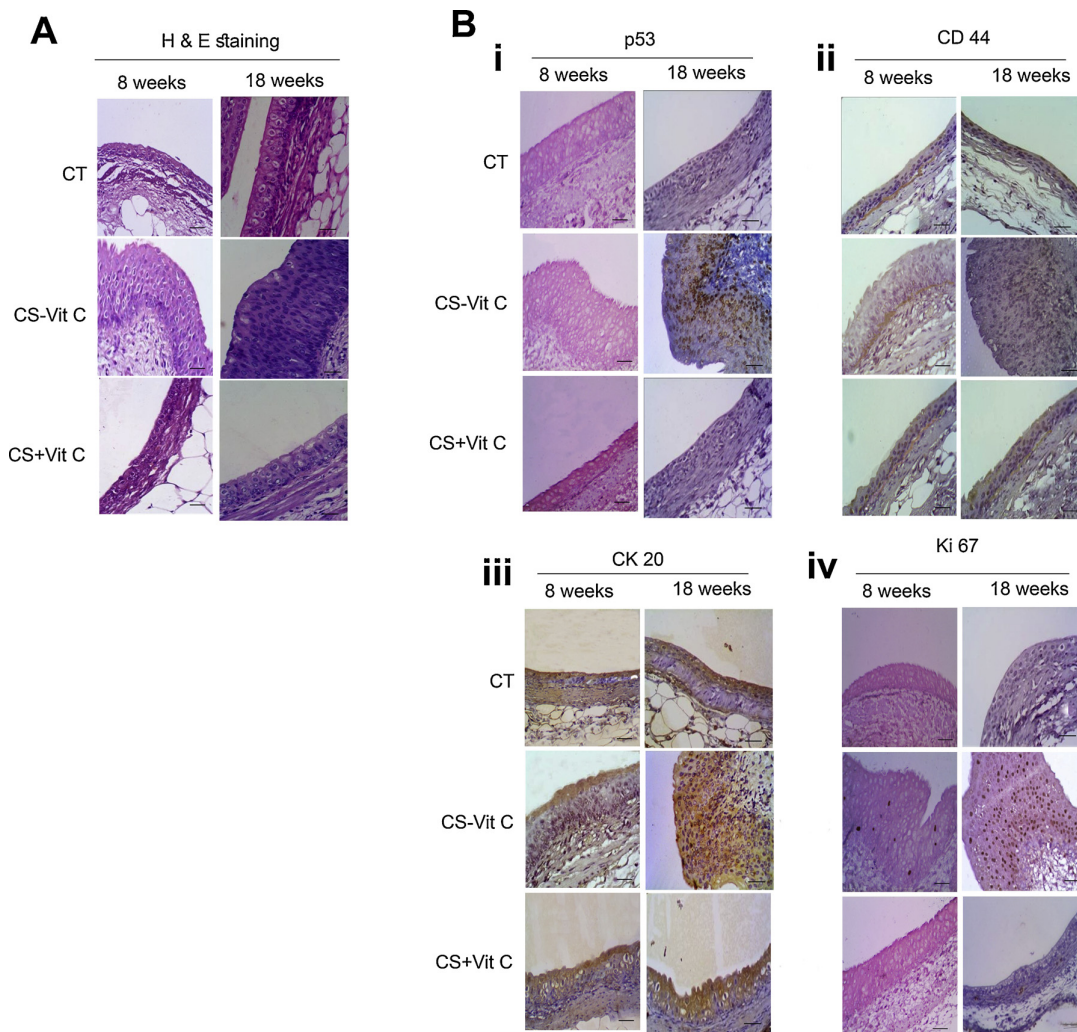 A
H & E staining
8 weeks 18 weeks
CT
CS-Vit C
CS+Vit C
B
i
p53
8 weeks 18 weeks
CT
CS-Vit C
CS+Vit C
ii
CD 44
8 weeks 18 weeks
iii
CK 20
8 weeks 18 weeks
CT
CS-Vit C
CS+Vit C
iv
Ki 67
8 weeks 18 weeks